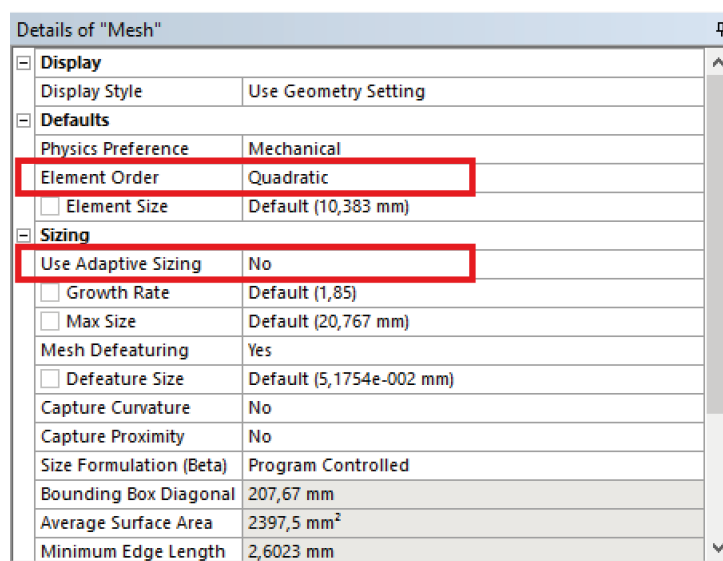 Details of "Mesh"
Display
Display Style Use Geometry Setting
Defaults
Physics Preference Mechanical
Element Order Quadratic
Element Size Default (10,383 mm)
Sizing
Use Adaptive Sizing No
Growth Rate Default (1,85)
Max Size Default (20,767 mm)
Mesh Defeaturing Yes
Defeature Size Default (5,1754e-002 mm)
Capture Curvature No
Capture Proximity No
Size Formulation (Beta) Program Controlled
Bounding Box Diagonal 207,67 mm
Average Surface Area 2397,5 mm²
Minimum Edge Length 2,6023 mm